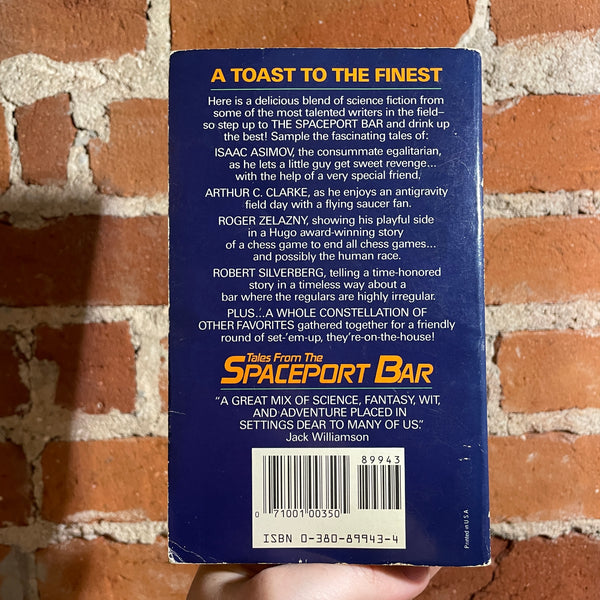 A TOAST TO THE FINEST
Here is a delicious blend of science fiction from
some of the most talented writers in the field—
so step up to THE SPACEPORT BAR and drink up
the best! Sample the fascinating tales of:
ISAAC ASIMOV, the consummate egalitarian,
as he lets a little guy get sweet revenge...
with the help of a very special friend,
ARTHUR C. CLARKE, as he enjoys an antigravity
field day with a flying saucer fan.
ROGER ZELAZNY, showing his playful side
in a Hugo award-winning story
of a chess game to end all chess games...
and possibly the human race.
ROBERT SILVERBERG, telling a time-honored
story in a timeless way about a
bar where the regulars are highly irregular.
PLUS...A WHOLE CONSTELLATION OF
OTHER FAVORITES gathered together for a friendly
round of set-'em-up, they're-on-the-house!
Tales From The
SPACEPORT BAR
"A GREAT MIX OF SCIENCE, FANTASY, WIT,
AND ADVENTURE PLACED IN
SETTINGS DEAR TO MANY OF US."
Jack Williamson
89943
0 71001 00350
ISBN 0-380-89943-4
Printed in U.S.A.